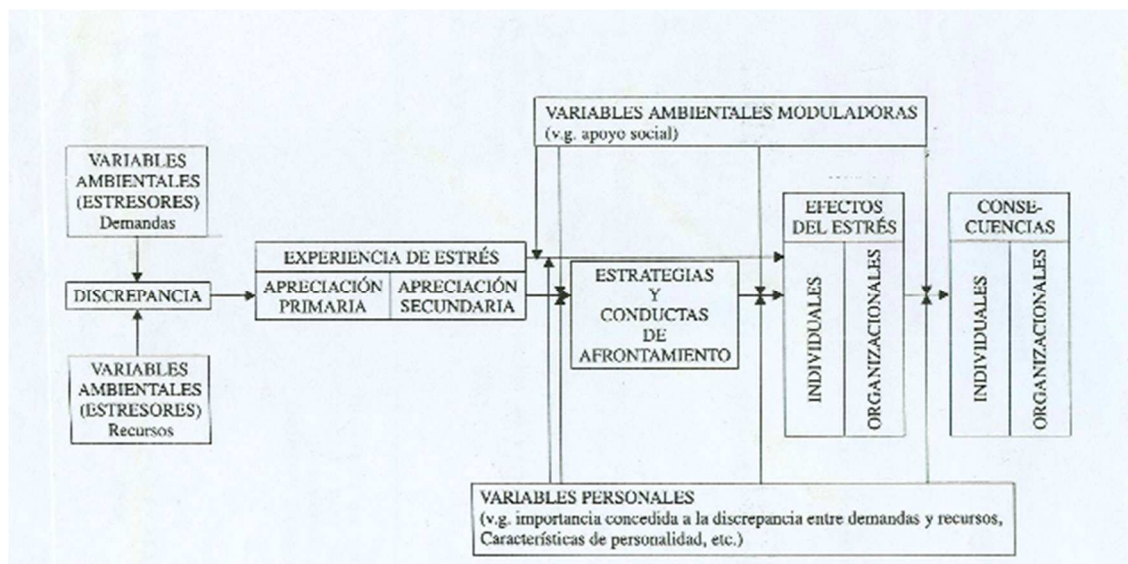 VARIABLES AMBIENTALES MODULADORAS
(v.g. apoyo social)
VARIABLES
AMBIENTALES
(ESTRESORES)
Demandas
DISCREPANCIA
VARIABLES
AMBIENTALES
(ESTRESORES)
Recursos
EXPERIENCIA DE ESTRÉS
APRECIACIÓN
PRIMARIA
APRECIACIÓN
SECUNDARIA
ESTRATEGIAS
Y
CONDUCTAS
DE
AFRONTAMIENTO
EFECTOS
DEL ESTRÉS
INDIVIDUALES
ORGANIZACIONALES
CONSE-
CUENCIAS
INDIVIDUALES
ORGANIZACIONALES
VARIABLES PERSONALES
(v.g. importancia concedida a la discrepancia entre demandas y recursos,
Características de personalidad, etc.)